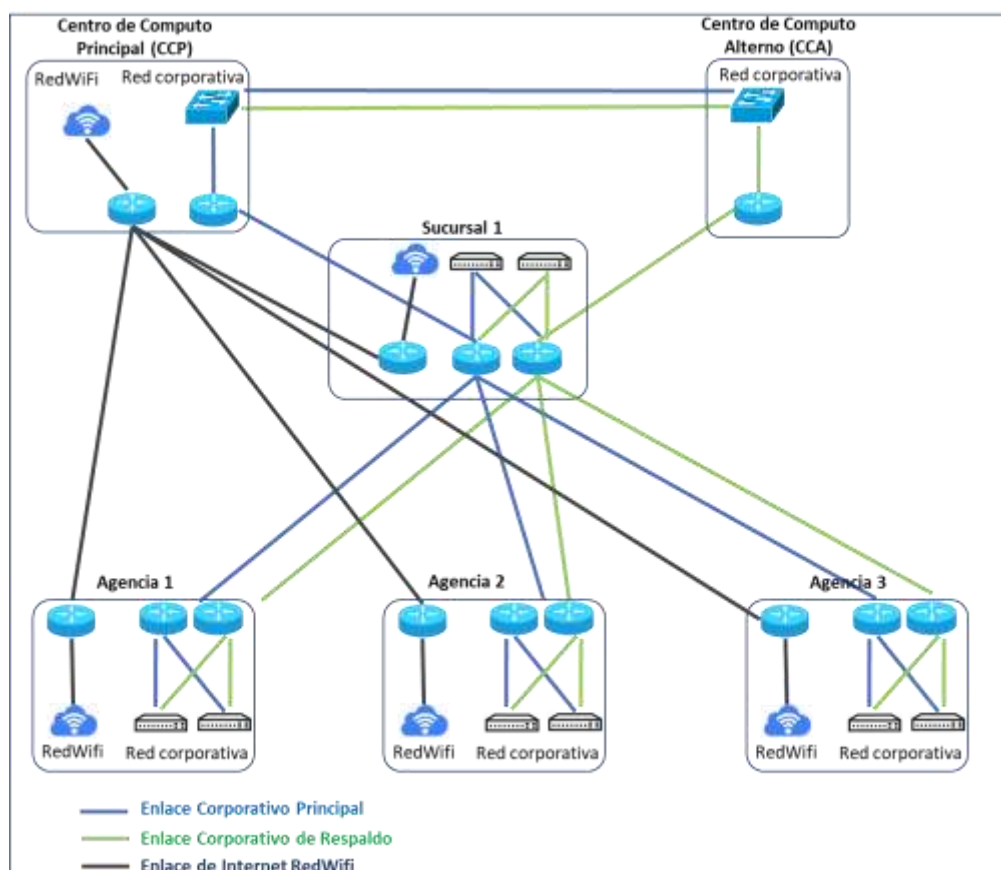 Centro de Computo
Principal (CCP)
Centro de Computo
Alterno (CCA)
RedWiFi
Red corporativa
Red corporativa
Sucursal 1
Agencia 1
Agencia 2
Agencia 3
RedWifi
Red corporativa
RedWifi
Red corporativa
RedWifi
Red corporativa
Enlace Corporativo Principal
Enlace Corporativo de Respaldo
Enlace de Internet RedWifi